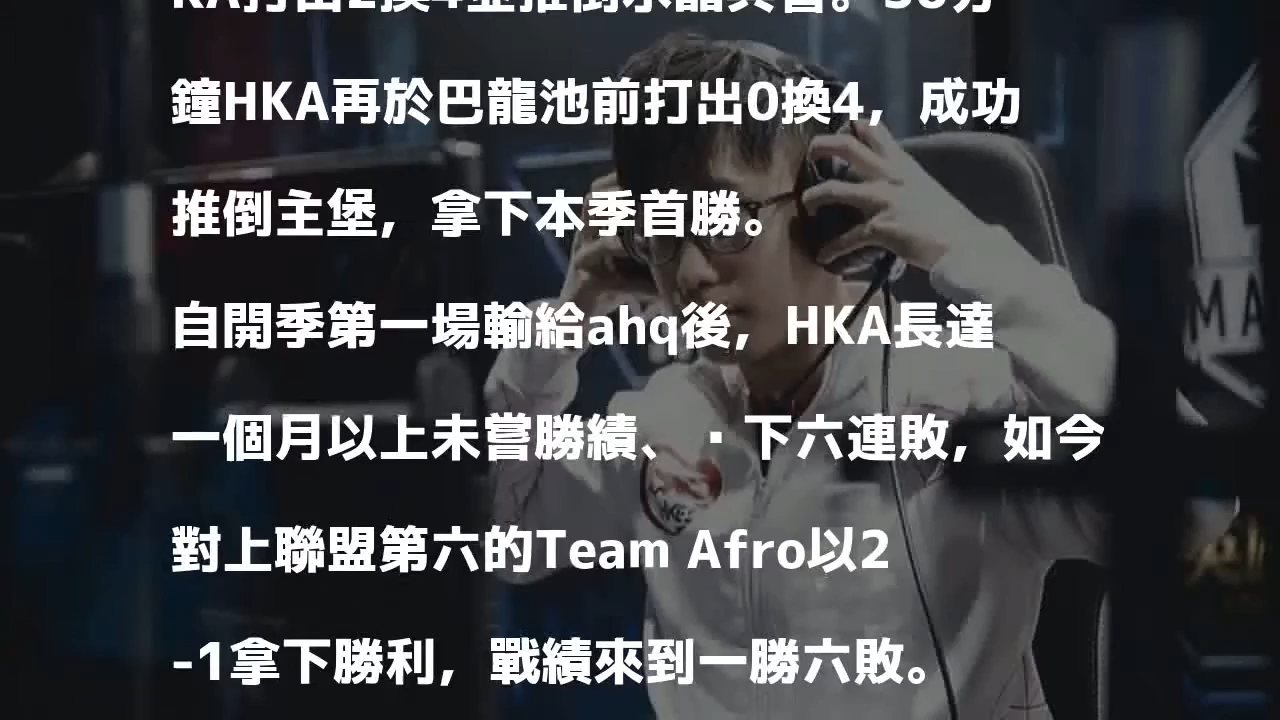 鐘HKA再於巴龍池前打出0換4，成功
推倒主堡，拿下本季首勝。
自開季第一場輸給ahq後，HKA長達
一個月以上未嘗勝績、▪下六連敗，如今
對上聯盟第六的Team Afro以2
-1拿下勝利，戰績來到一勝六敗。
MA